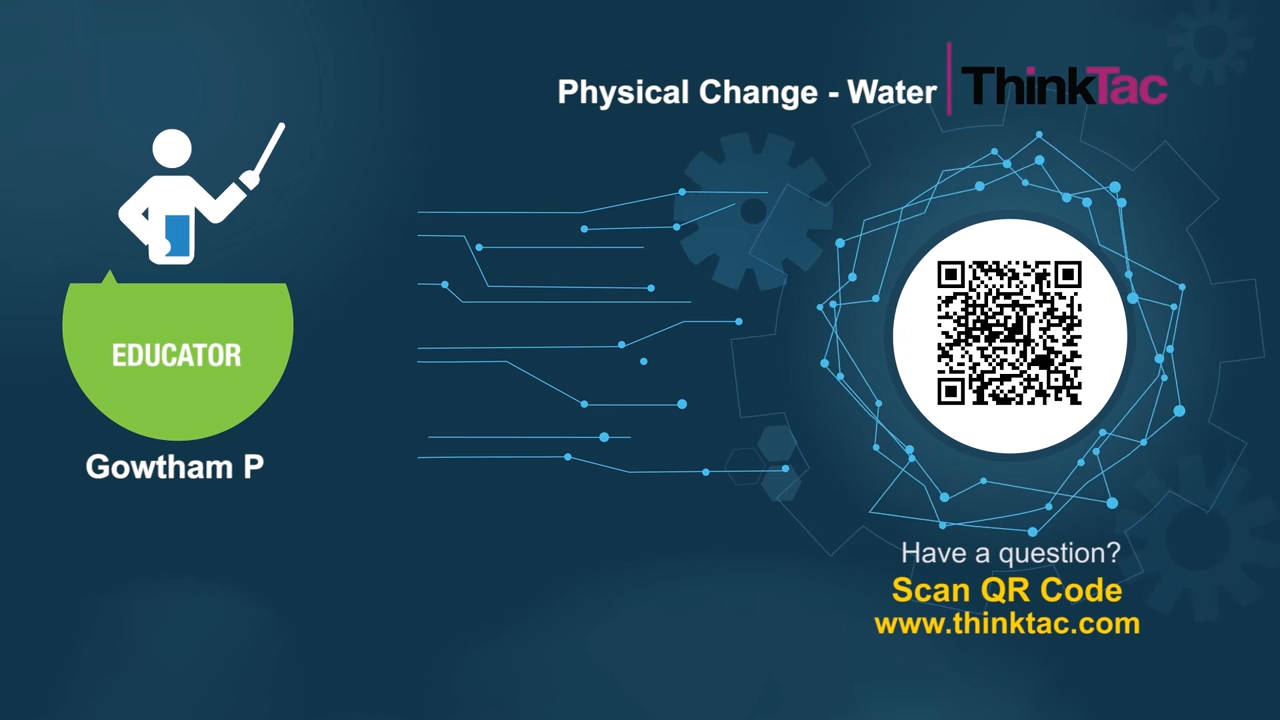 Physical Change - Water
ThinkTac
EDUCATOR
Gowtham P
Have a question?
Scan QR Code
www.thinktac.com